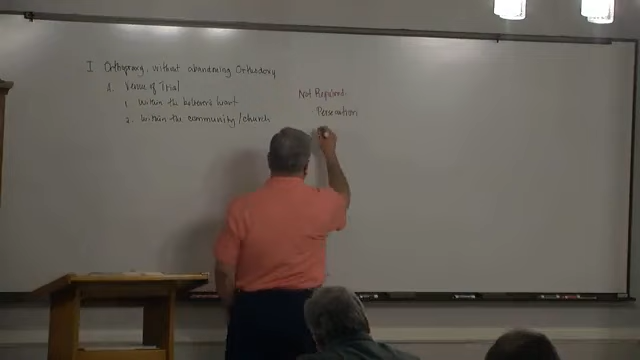 I Orthopraxy, without abandoning Orthodoxy
A. Venue of Trial
1. within the believer's heart
2. within the community/church
Not Required:
Persecution